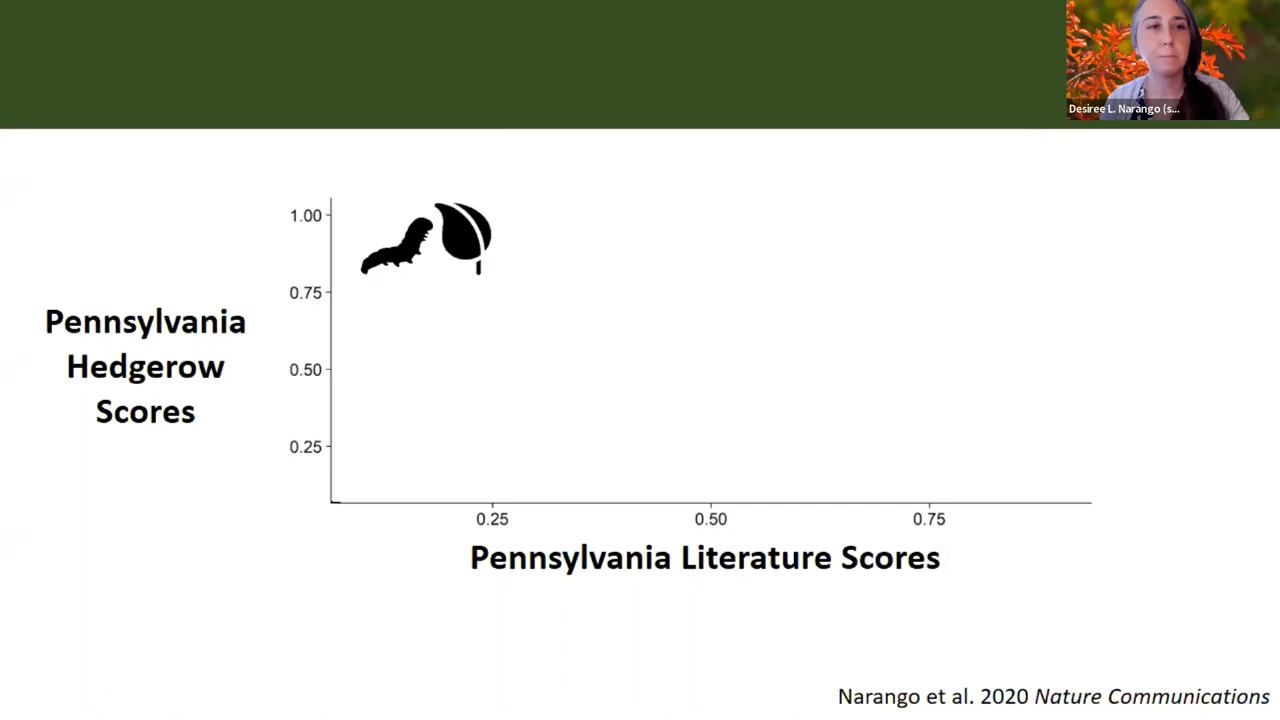 Desiree L. Narango (s...
1.00
0.75
0.50
0.25
Pennsylvania
Hedgerow
Scores
0.25 0.50 0.75
Pennsylvania Literature Scores
Narango et al. 2020 Nature Communications